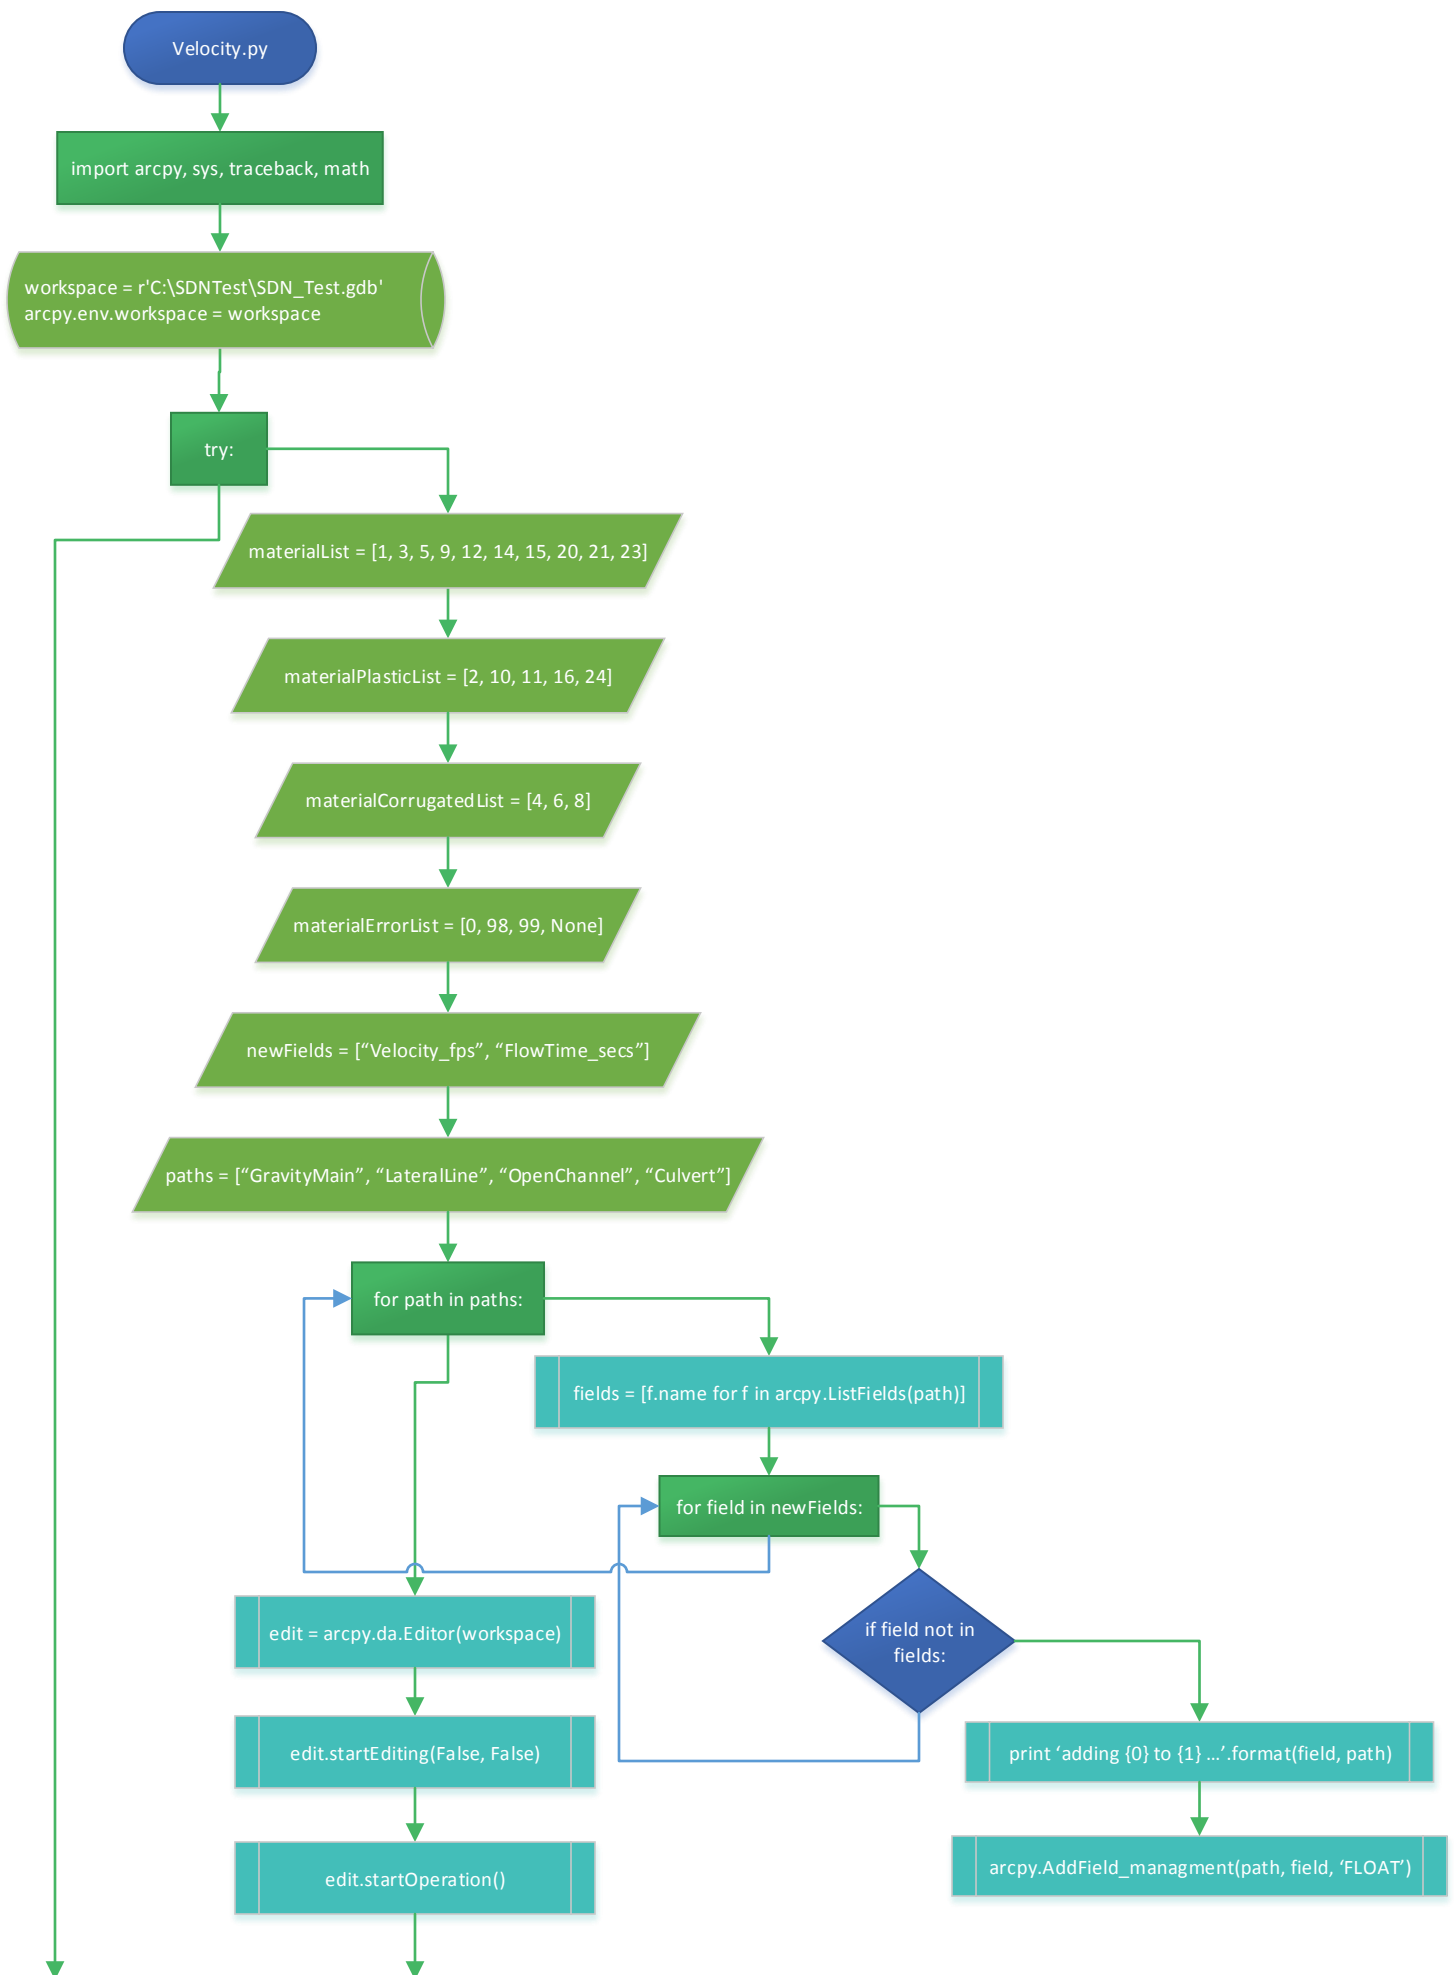 Velocity.py
import arcpy, sys, traceback, math
workspace = r'C:\SDNTest\SDN_Test.gdb'
arcpy.env.workspace = workspace
try:
materialList = [1, 3, 5, 9, 12, 14, 15, 20, 21, 23]
materialPlasticList = [2, 10, 11, 16, 24]
materialCorrugatedList = [4, 6, 8]
materialErrorList = [0, 98, 99, None]
newFields = [“Velocity_fps”, “FlowTime_secs”]
paths = [“GravityMain”, “LateralLine”, “OpenChannel”, “Culvert”]
for path in paths:
fields = [f.name for f in arcpy.ListFields(path)]
for field in newFields:
if field not in
fields:
print ‘adding {0} to {1} …’.format(field, path)
arcpy.AddField_managment(path, field, ‘FLOAT’)
edit = arcpy.da.Editor(workspace)
edit.startEditing(False, False)
edit.startOperation()